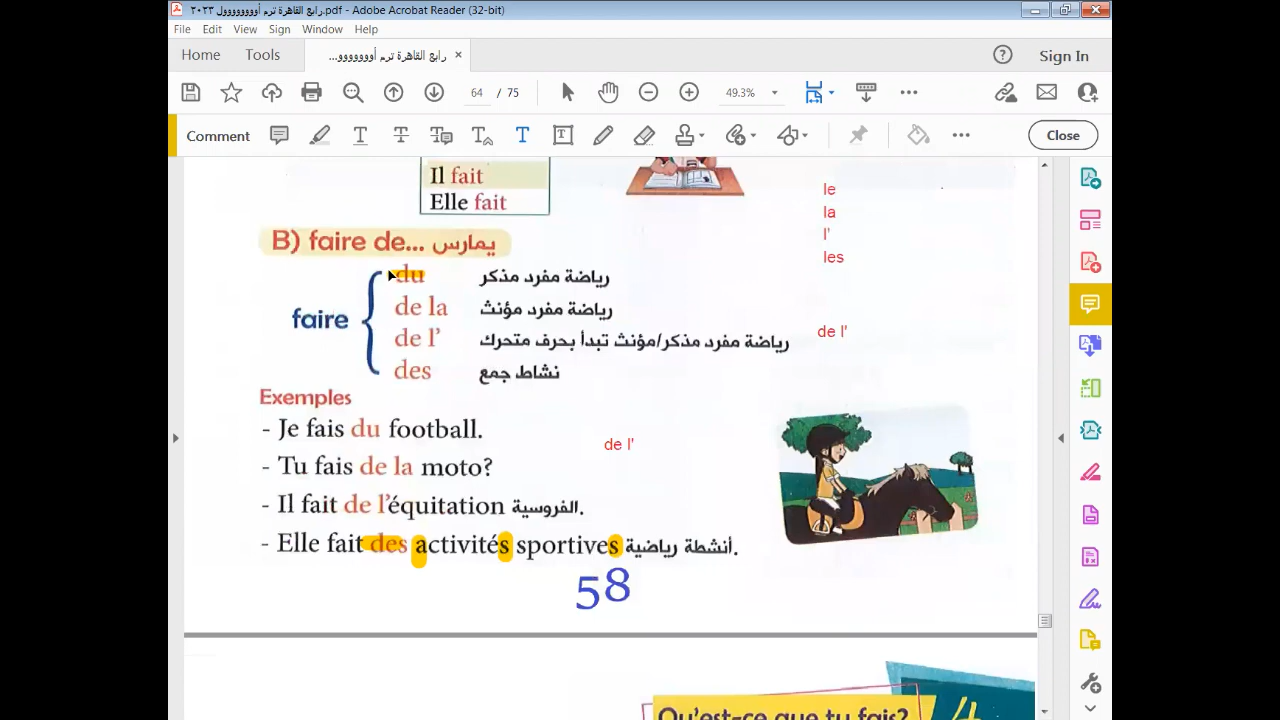 رابع القاهرة ترم أووووووول ٢٠٢٣.pdf - Adobe Acrobat Reader (32-bit)
File Edit View Sign Window Help
Home Tools رابع القاهرة ترم أوووووووو... × Sign In
64 / 75 49.3%
Comment Close
Il fait
Elle fait
le
la
l'
les
B) faire de... يمارس
faire
du رياضة مفرد مذكر
de la رياضة مفرد مؤنث
de l' رياضة مفرد مذكر/مؤنث تبدأ بحرف متحرك
de l'
des نشاط جمع
Exemples
- Je fais du football.
de l'
- Tu fais de la moto?
- Il fait de l'équitation الفروسية.
- Elle fait des activités sportives أنشطة رياضية.
58
Qu'est-ce que tu fais?